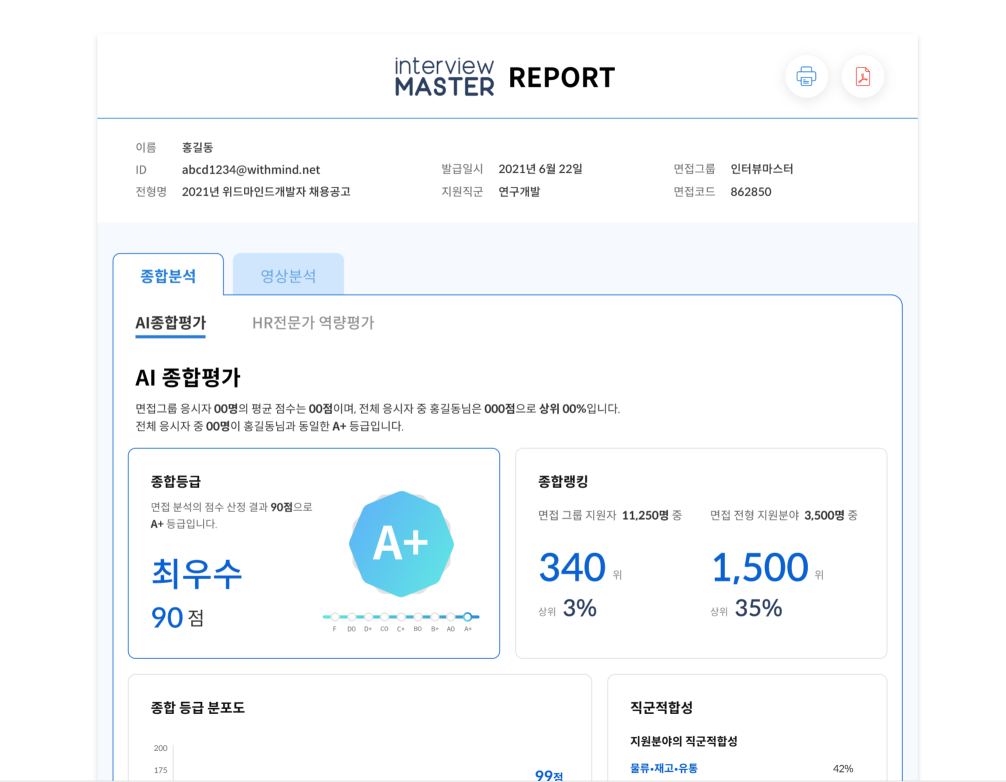 interview
MASTER REPORT
이름 홍길동
ID abcd1234@withmind.net 발급일시 2021년 6월 22일 면접그룹 인터뷰마스터
전형명 2021년 위드마인드개발자 채용공고 지원직군 연구개발 면접코드 862850
종합분석 영상분석
AI종합평가 HR전문가 역량평가
AI 종합평가
면접그룹 응시자 00명의 평균 점수는 00점이며, 전체 응시자 중 홍길동님은 000점으로 상위 00%입니다.
전체 응시자 중 00명이 홍길동님과 동일한 A+ 등급입니다.
종합등급
면접 분석의 점수 산정 결과 90점으로
A+ 등급입니다.
최우수
90 점
A+
F D0 D+ C0 C+ B0 B+ A0 A+
종합랭킹
면접 그룹 지원자 11,250명 중 면접 전형 지원분야 3,500명 중
340 위 1,500 위
상위 3% 상위 35%
종합 등급 분포도
200
175
99점
직군적합성
지원분야의 직군적합성
물류•재고•유통 42%